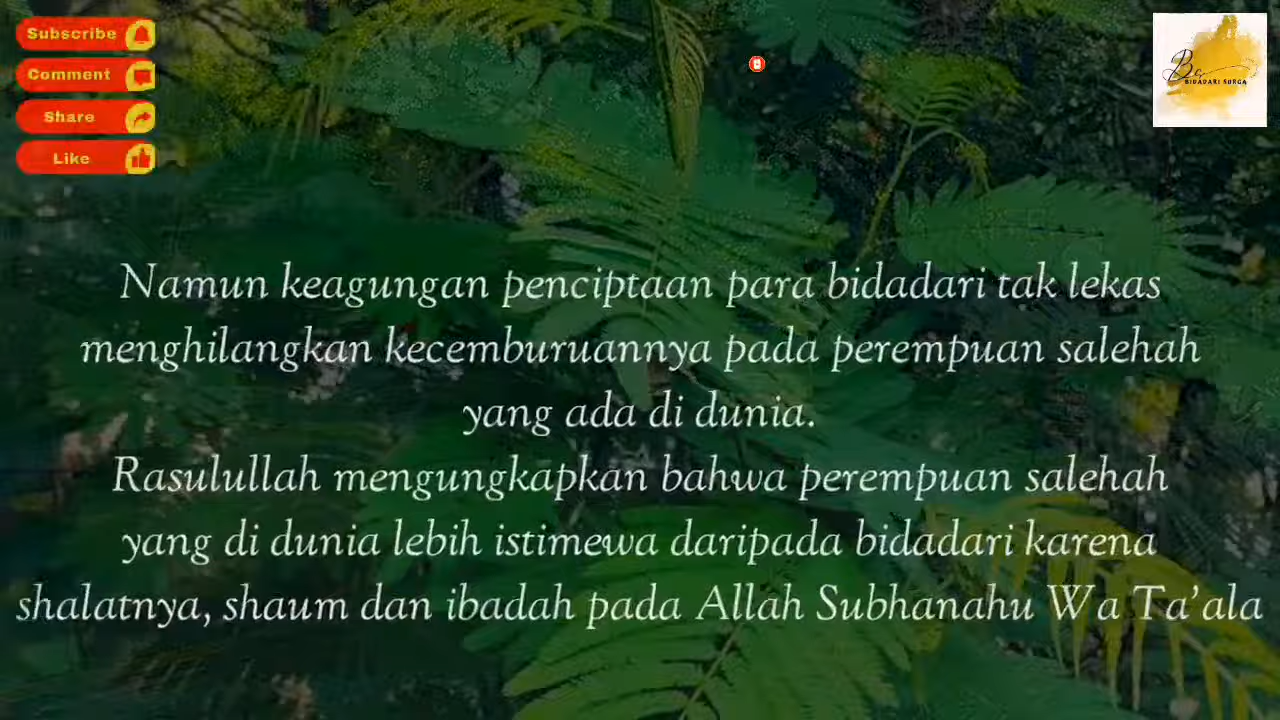 Subscribe
Comment
Share
Like
BIDADARI SURGA
Namun keagungan penciptaan para bidadari tak lekas
menghilangkan kecemburuannya pada perempuan salehah
yang ada di dunia.
Rasulullah mengungkapkan bahwa perempuan salehah
yang di dunia lebih istimewa daripada bidadari karena
shalatnya, shaum dan ibadah pada Allah Subhanahu Wa Ta’ala